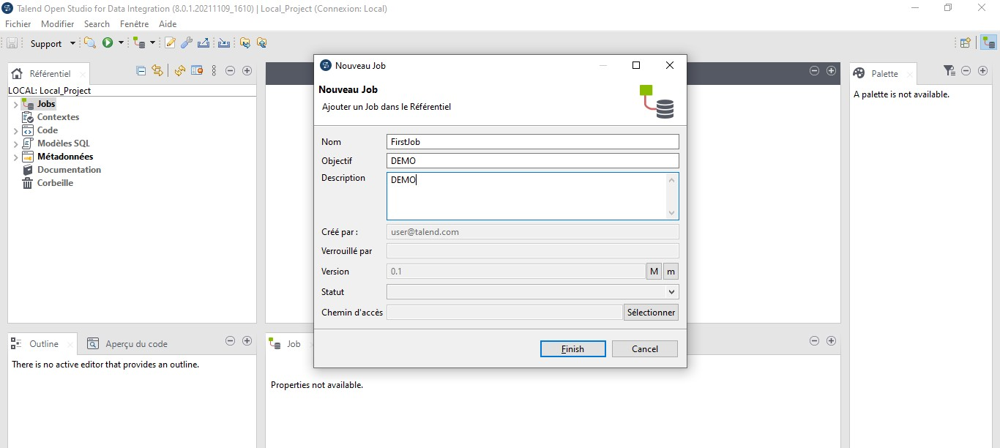 Talend Open Studio for Data Integration (8.0.1.20211109_1610) | Local_Project (Connexion: Local)
Fichier Modifier Search Fenêtre Aide
Support
Référentiel
LOCAL: Local_Project
Jobs
Contextes
Code
Modèles SQL
Métadonnées
Documentation
Corbeille
Nouveau Job
Nouveau Job
Ajouter un Job dans le Référentiel
Nom FirstJob
Objectif DEMO
Description DEMO
Créé par : user@talend.com
Verrouillé par
Version 0.1 M m
Statut
Chemin d'accès Sélectionner
Finish Cancel
Palette
A palette is not available.
Outline Aperçu du code
There is no active editor that provides an outline.
Job
Properties not available.